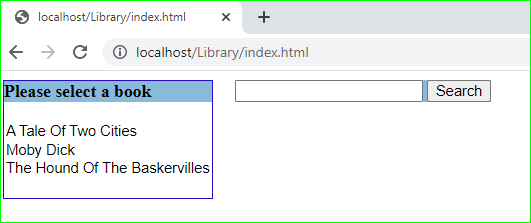 localhost/Library/index.html
localhost/Library/index.html
Please select a book
Search
A Tale Of Two Cities
Moby Dick
The Hound Of The Baskervilles